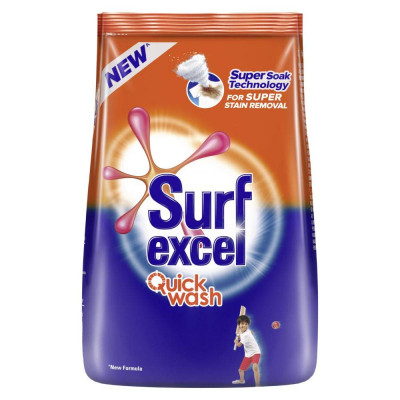 NEW^
Super Soak
Technology
FOR SUPER
STAIN REMOVAL
Surf
excel
Quick
wash
^New Formula